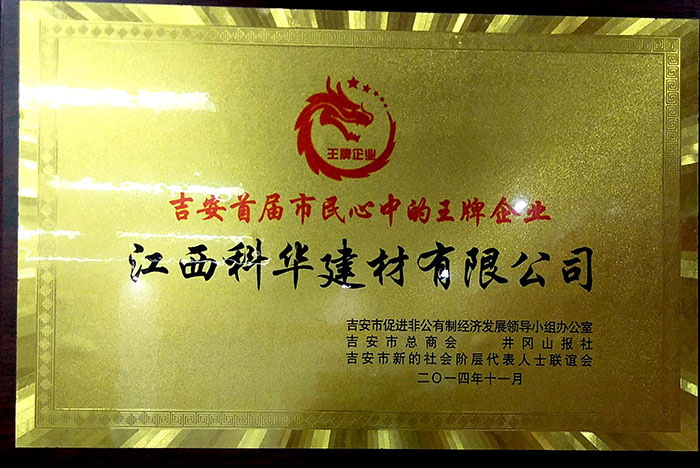 王牌企业
吉安首届市民心中的王牌企业
江西科华建材有限公司
吉安市促进非公有制经济发展领导小组办公室
吉安市总商会 井冈山报社
吉安市新的社会阶层代表人士联谊会
二〇一四年十一月